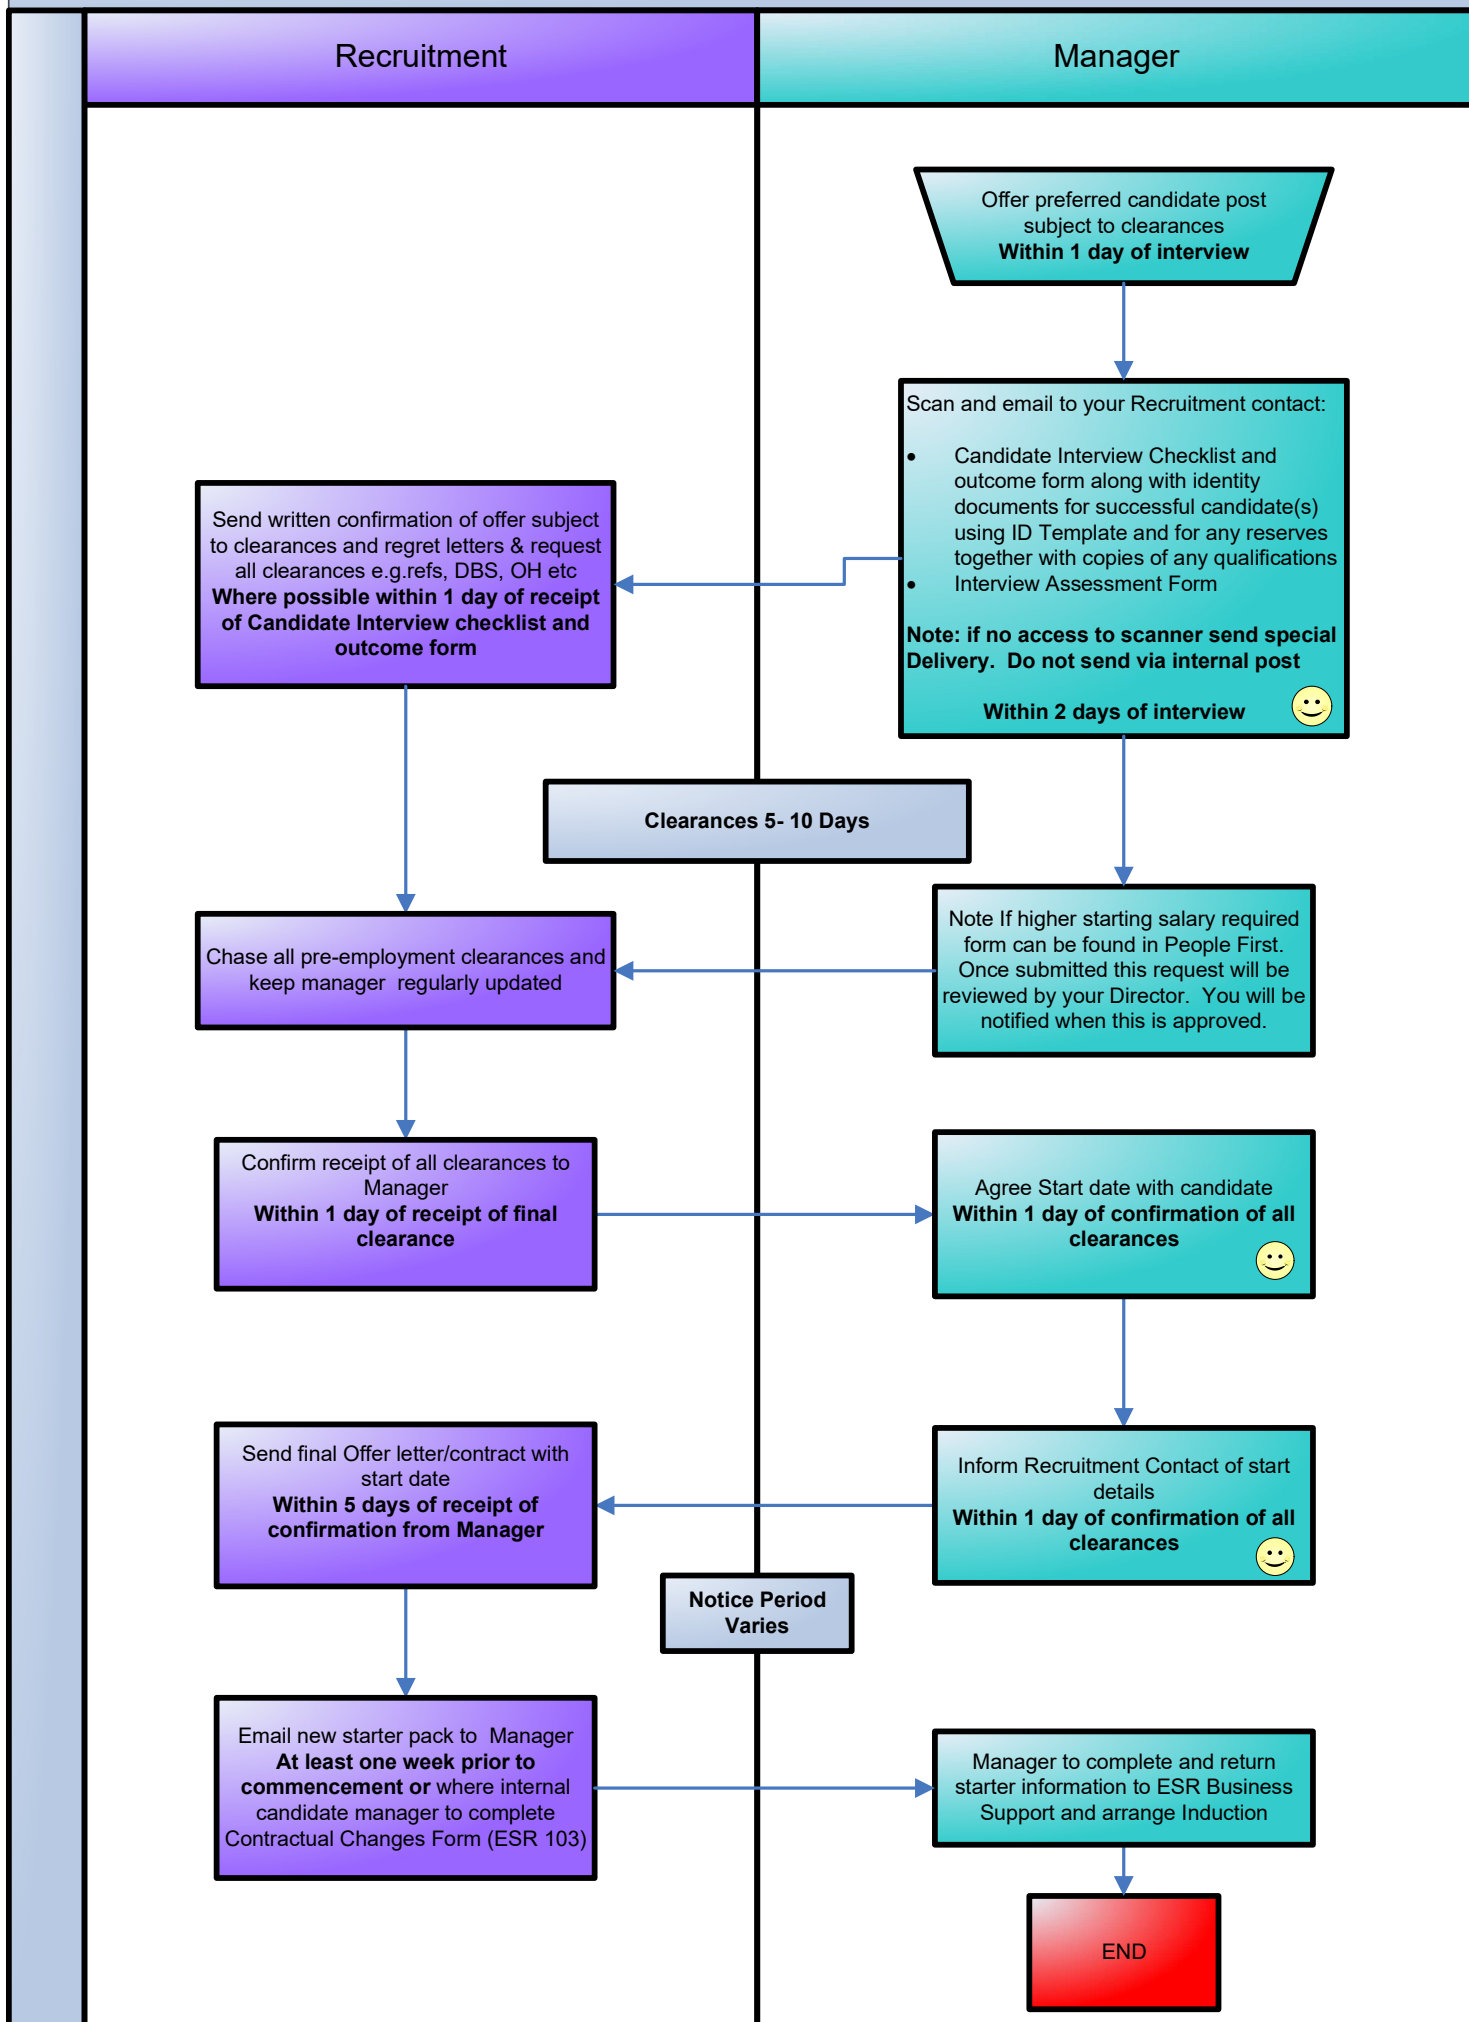 Recruitment
Manager
Offer preferred candidate post
subject to clearances
Within 1 day of interview
Scan and email to your Recruitment contact:
• Candidate Interview Checklist and
outcome form along with identity
documents for successful candidate(s)
using ID Template and for any reserves
together with copies of any qualifications
• Interview Assessment Form
Note: if no access to scanner send special
Delivery. Do not send via internal post
Within 2 days of interview
Send written confirmation of offer subject
to clearances and regret letters & request
all clearances e.g.refs, DBS, OH etc
Where possible within 1 day of receipt
of Candidate Interview checklist and
outcome form
Clearances 5- 10 Days
Note If higher starting salary required
form can be found in People First.
Once submitted this request will be
reviewed by your Director. You will be
notified when this is approved.
Chase all pre-employment clearances and
keep manager regularly updated
Confirm receipt of all clearances to
Manager
Within 1 day of receipt of final
clearance
Agree Start date with candidate
Within 1 day of confirmation of all
clearances
Inform Recruitment Contact of start
details
Within 1 day of confirmation of all
clearances
Send final Offer letter/contract with
start date
Within 5 days of receipt of
confirmation from Manager
Notice Period
Varies
Email new starter pack to Manager
At least one week prior to
commencement or where internal
candidate manager to complete
Contractual Changes Form (ESR 103)
Manager to complete and return
starter information to ESR Business
Support and arrange Induction
END